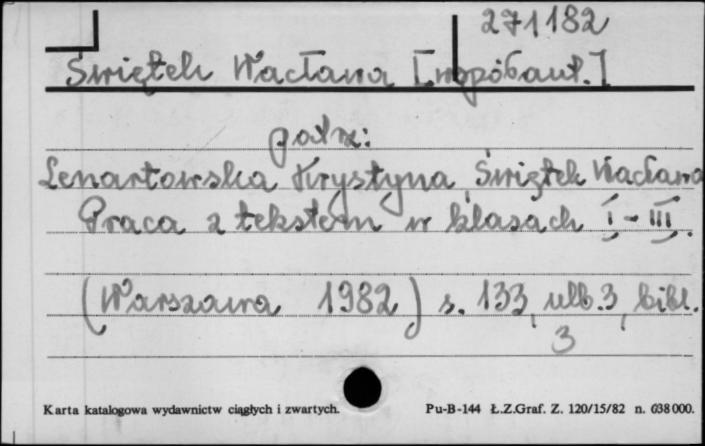 271182
Świętek Wacława [współaut.]
patrz:
Lenartowska Krystyna, Świętek Wacława
Praca z tekstem w klasach I-III.
(Warszawa 1982) s. 133, nlb. 3, bibl.
3
Karta katalogowa wydawnictw ciągłych i zwartych. Pu-B-144 Ł.Z.Graf. Z. 120/15/82 n. 638 000.